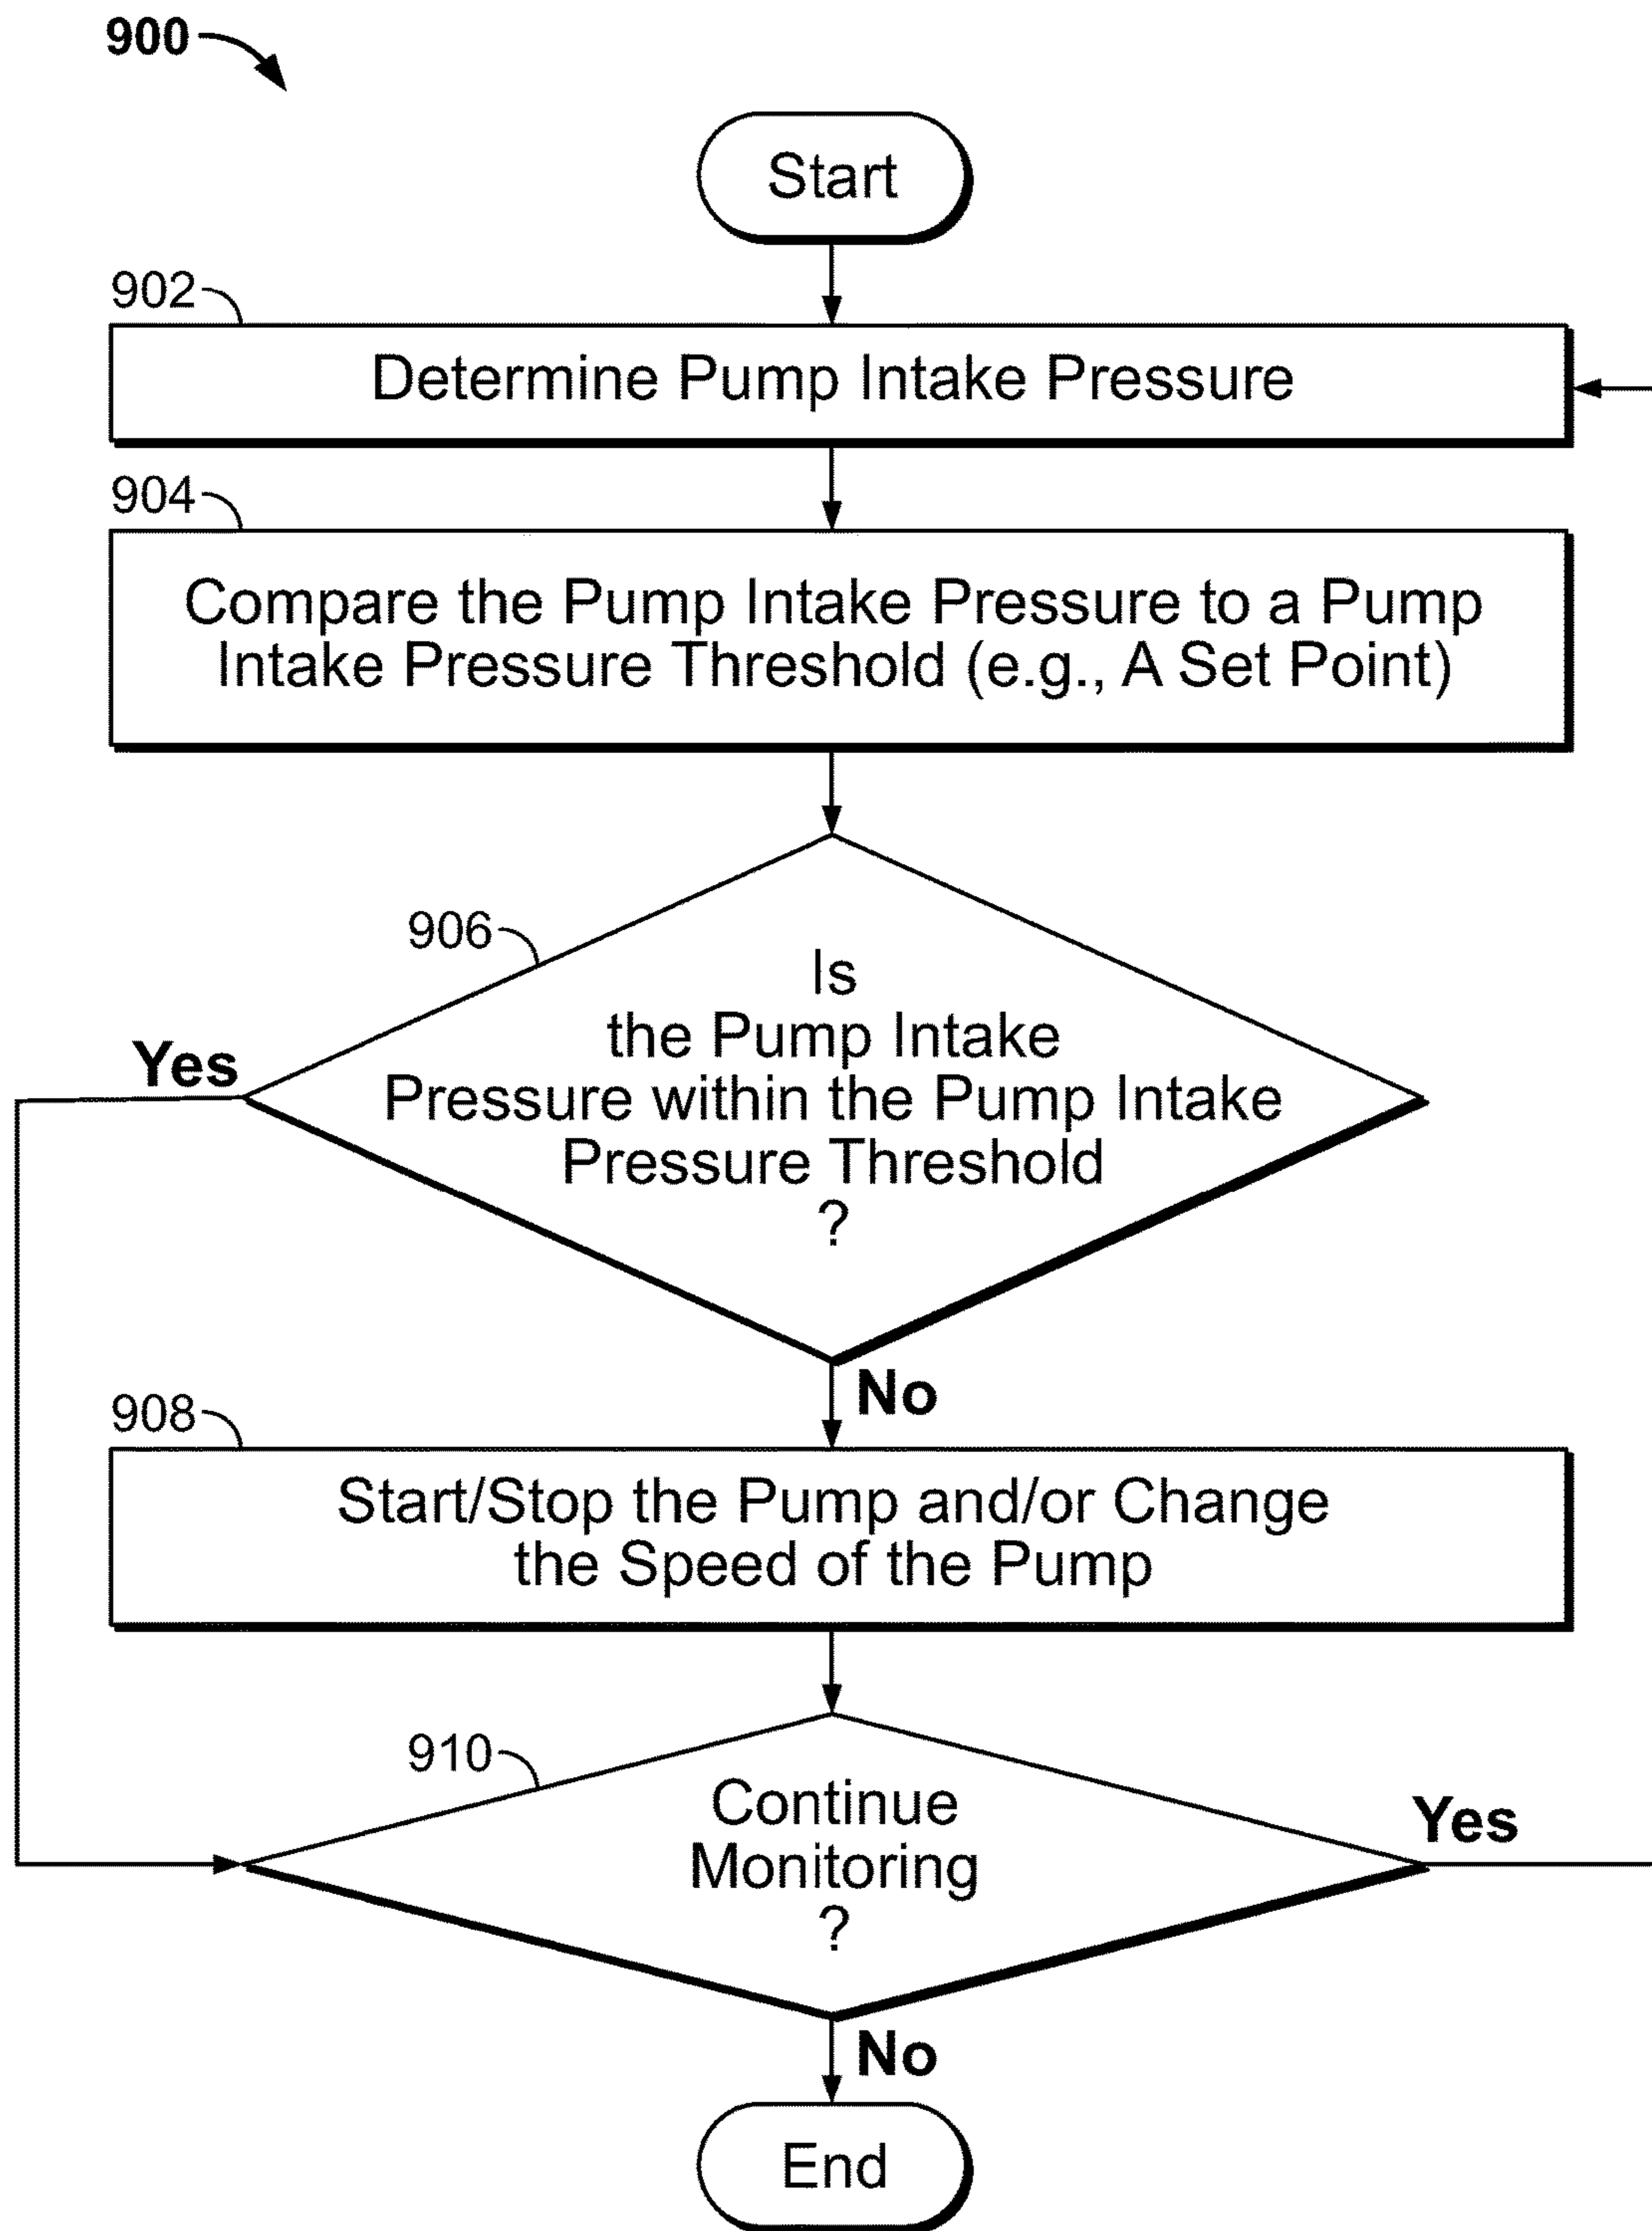 900
Start
902
Determine Pump Intake Pressure
904
Compare the Pump Intake Pressure to a Pump
Intake Pressure Threshold (e.g., A Set Point)
906
Is
the Pump Intake
Pressure within the Pump Intake
Pressure Threshold
?
Yes
No
908
Start/Stop the Pump and/or Change
the Speed of the Pump
910
Continue
Monitoring
?
Yes
No
End